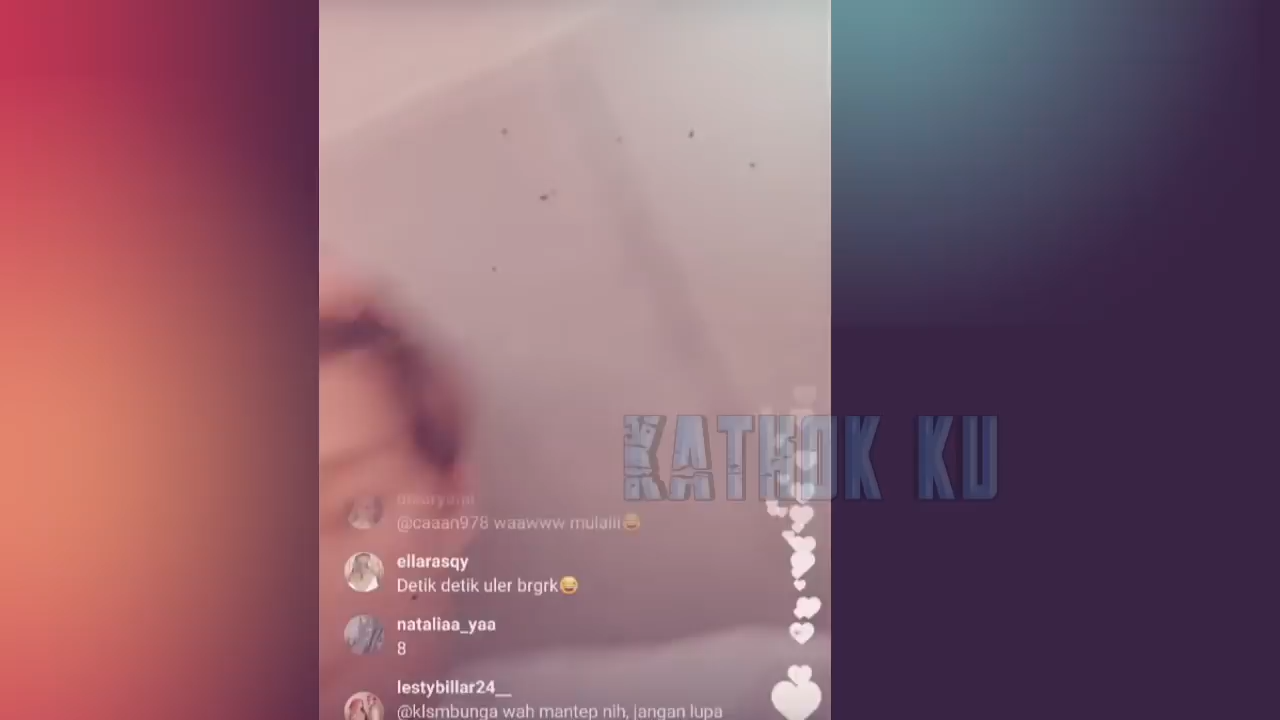 KATHOK KU
@caaan978 waawww mulaiii😂
ellarasqy
Detik detik uler brgrk😂
nataliaa_yaa
8
lestybillar24__
@klsmbunga wah mantep nih, jangan lupa